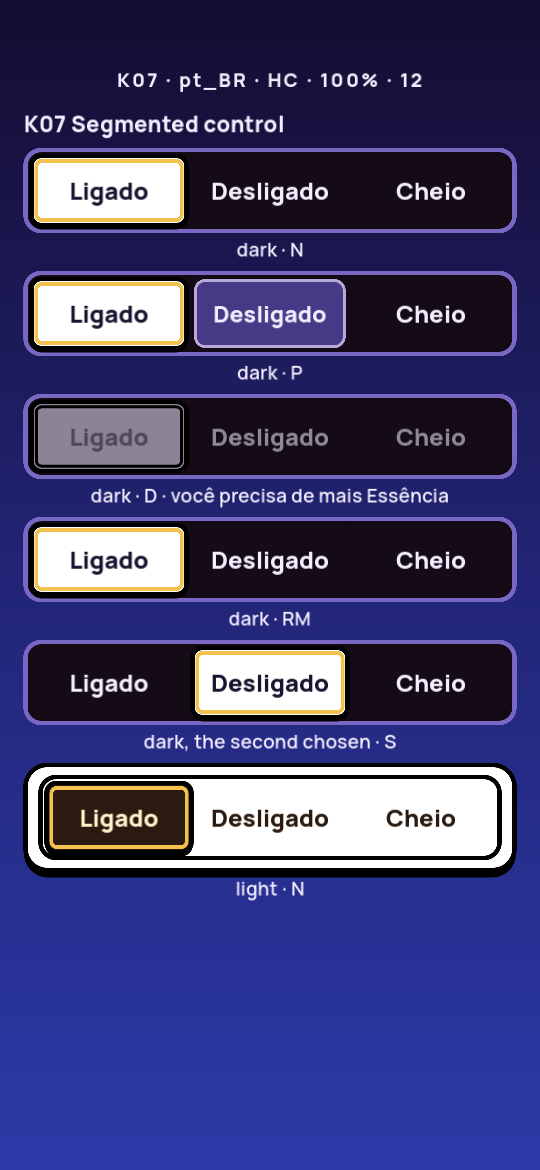 K07 · pt_BR · HC · 100% · 12
K07 Segmented control
Ligado Desligado Cheio
dark · N
Ligado Desligado Cheio
dark · P
Ligado Desligado Cheio
dark · D · você precisa de mais Essência
Ligado Desligado Cheio
dark · RM
Ligado Desligado Cheio
dark, the second chosen · S
Ligado Desligado Cheio
light · N